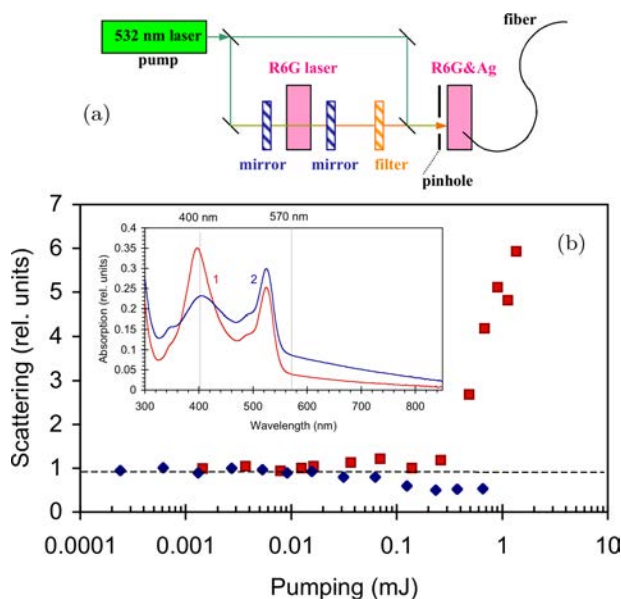 fiber
532 nm laser
pump
R6G laser
R6G&Ag
(a)
mirror
mirror
filter
pinhole
(b)
400 nm
570 nm
0.4
0.35
0.3
0.25
0.2
0.15
0.1
0.05
0
Absorption (rel. units)
1
2
300
400
500
600
700
800
Wavelength (nm)
7
6
5
4
3
2
1
0
Scattering (rel. units)
0.0001
0.001
0.01
0.1
1
10
Pumping (mJ)